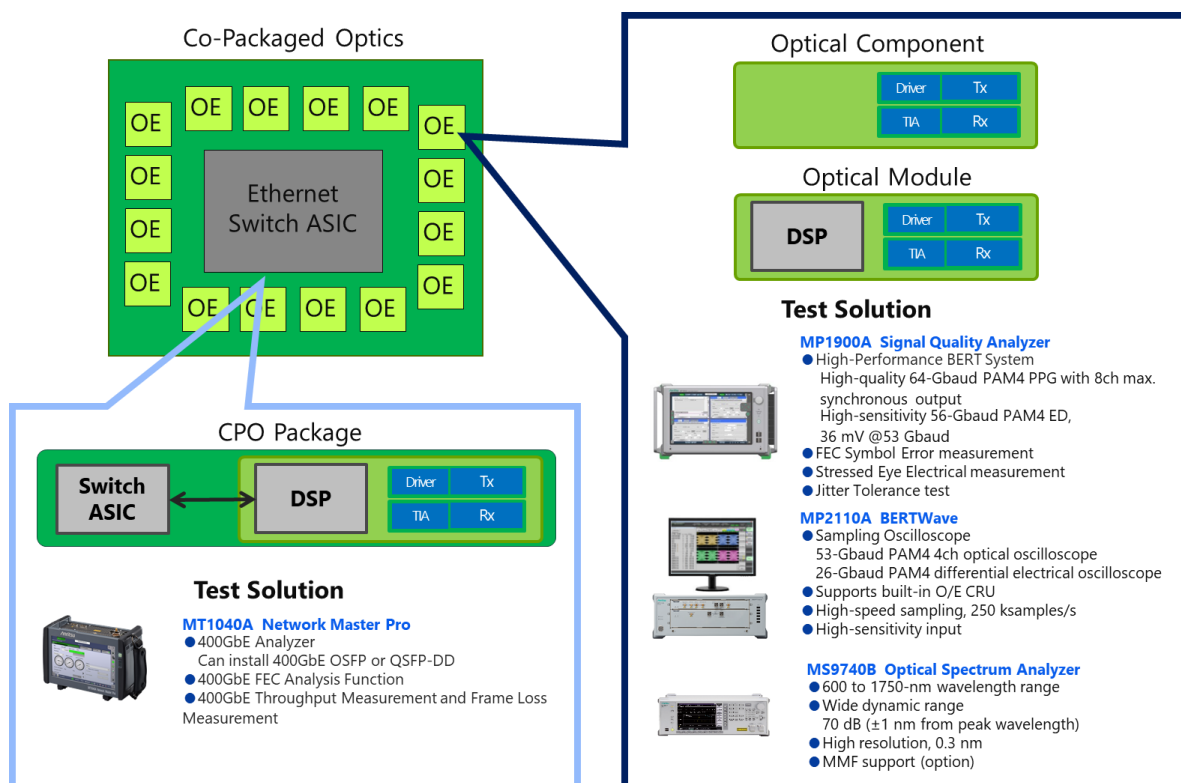 Co-Packaged Optics
OE OE OE OE
OE OE
OE OE
OE OE
OE OE
Ethernet
Switch ASIC
OE OE OE OE
CPO Package
Switch
ASIC
DSP
Driver Tx
TIA Rx
Test Solution
MT1040A Network Master Pro
●400GbE Analyzer
Can install 400GbE OSFP or QSFP-DD
●400GbE FEC Analysis Function
●400GbE Throughput Measurement and Frame Loss
Measurement
Optical Component
Driver Tx
TIA Rx
Optical Module
DSP
Driver Tx
TIA Rx
Test Solution
MP1900A Signal Quality Analyzer
●High-Performance BERT System
High-quality 64-Gbaud PAM4 PPG with 8ch max.
synchronous output
High-sensitivity 56-Gbaud PAM4 ED,
36 mV @53 Gbaud
●FEC Symbol Error measurement
●Stressed Eye Electrical measurement
●Jitter Tolerance test
MP2110A BERTWave
●Sampling Oscilloscope
53-Gbaud PAM4 4ch optical oscilloscope
26-Gbaud PAM4 differential electrical oscilloscope
●Supports built-in O/E CRU
●High-speed sampling, 250 ksamples/s
●High-sensitivity input
MS9740B Optical Spectrum Analyzer
●600 to 1750-nm wavelength range
●Wide dynamic range
70 dB (±1 nm from peak wavelength)
●High resolution, 0.3 nm
●MMF support (option)